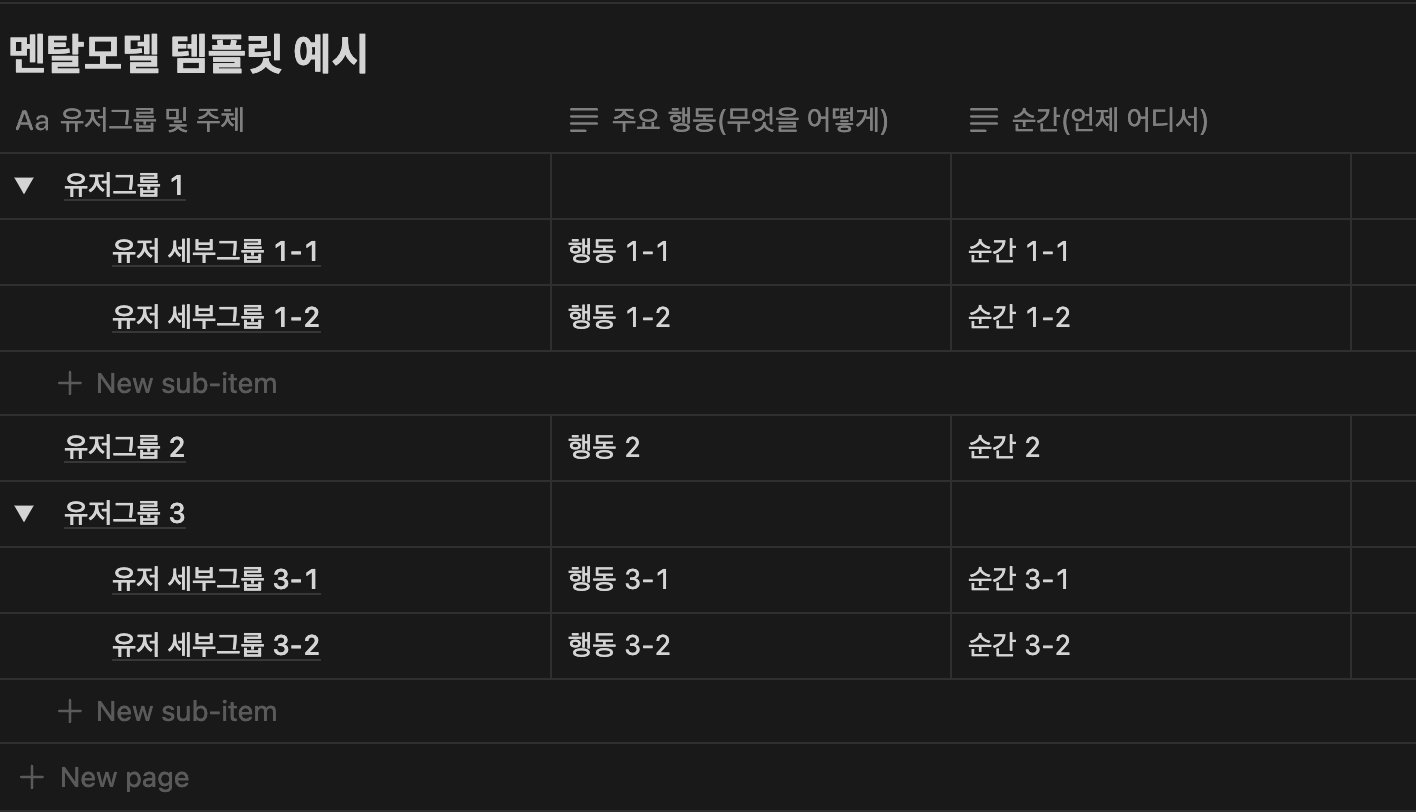 멘탈모델 템플릿 예시
Aa 유저그룹 및 주체 주요 행동(무엇을 어떻게) 순간(언제 어디서)
유저그룹 1
유저 세부그룹 1-1 행동 1-1 순간 1-1
유저 세부그룹 1-2 행동 1-2 순간 1-2
New sub-item
유저그룹 2 행동 2 순간 2
유저그룹 3
유저 세부그룹 3-1 행동 3-1 순간 3-1
유저 세부그룹 3-2 행동 3-2 순간 3-2
New sub-item
New page